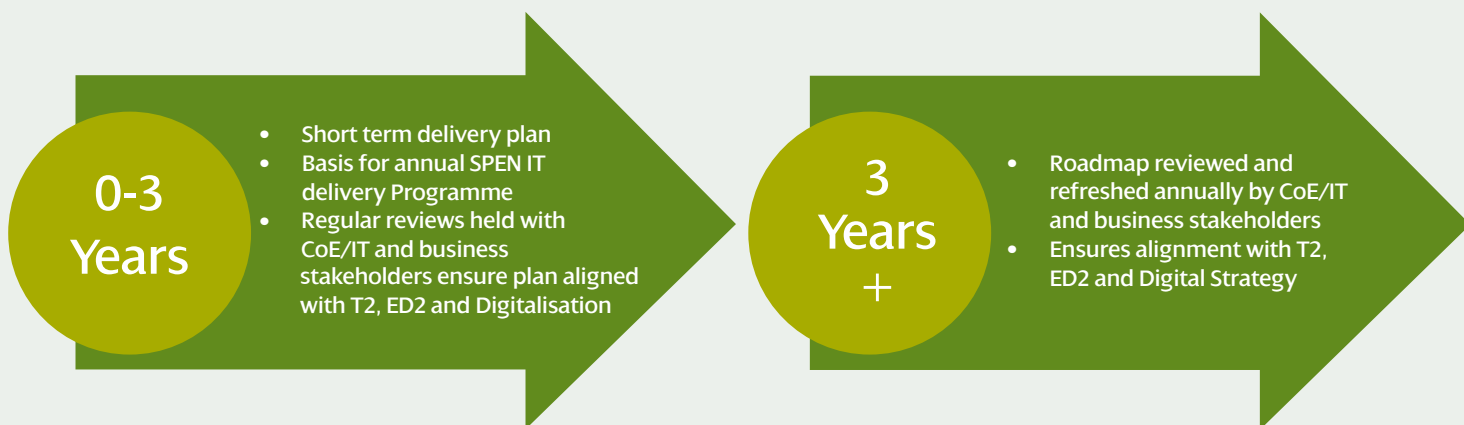 0-3
Years
• Short term delivery plan
• Basis for annual SPEN IT
delivery Programme
• Regular reviews held with
CoE/IT and business
stakeholders ensure plan aligned
with T2, ED2 and Digitalisation
3
Years
+
• Roadmap reviewed and
refreshed annually by CoE/IT
and business stakeholders
• Ensures alignment with T2,
ED2 and Digital Strategy